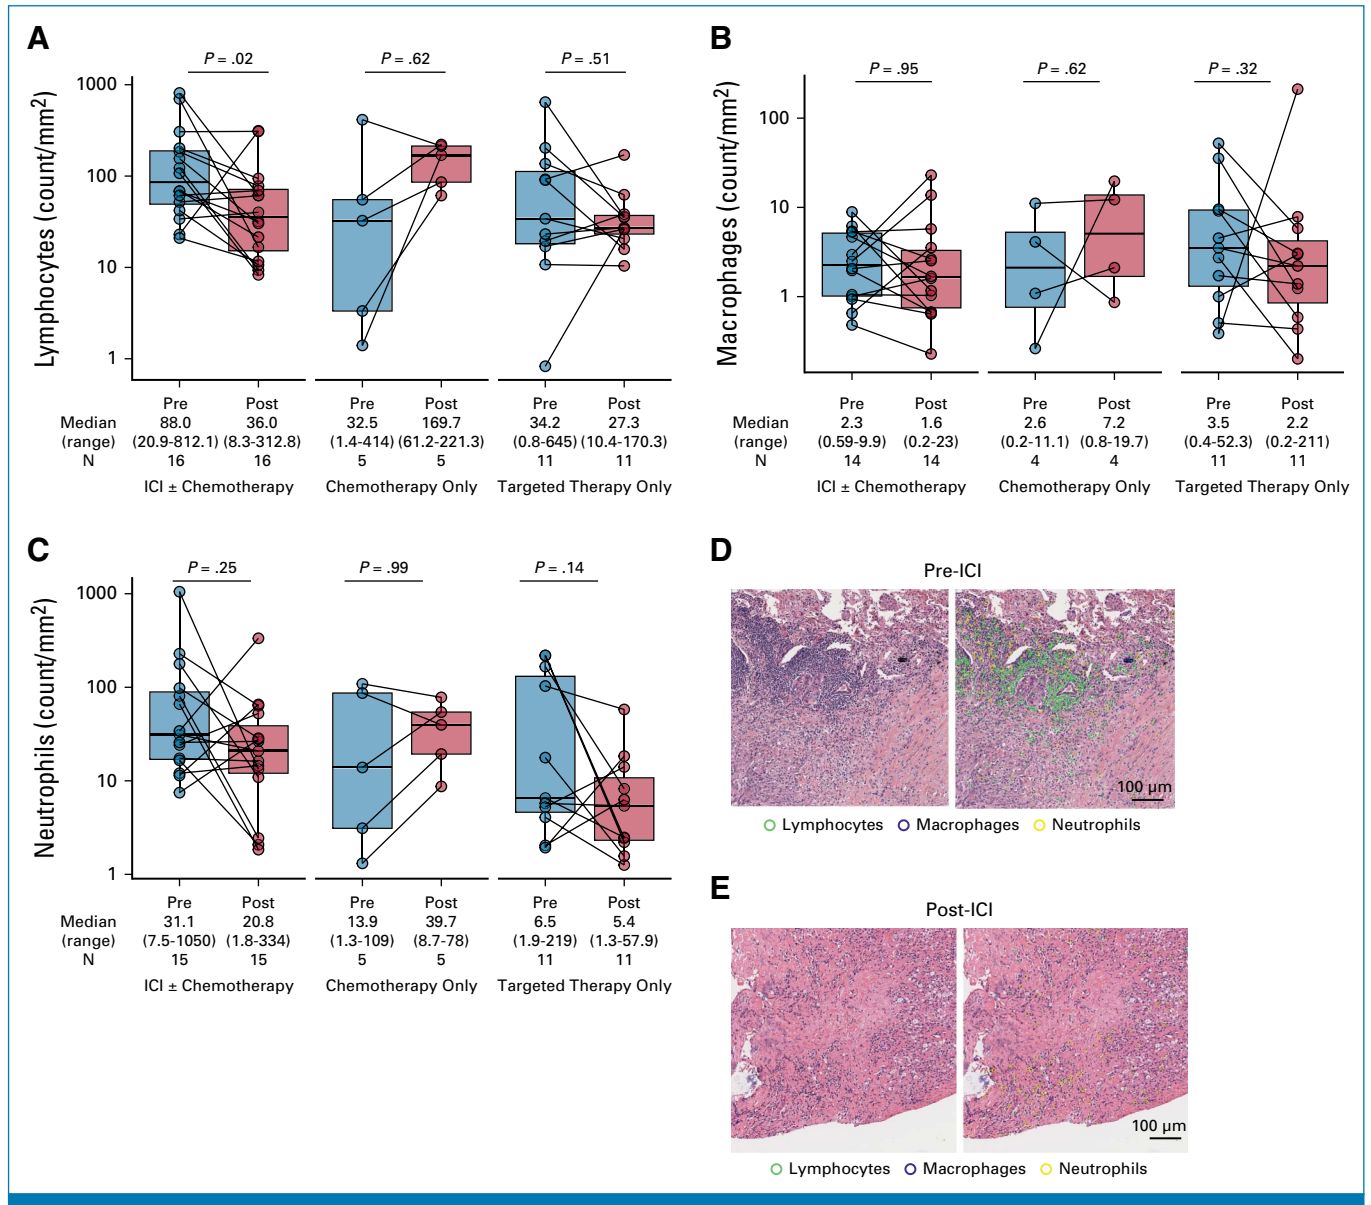 A
Lymphocytes (count/mm2)
P = .02
P = .62
P = .51
1000
100
10
1
Pre Post Pre Post Pre Post
Median 88.0 36.0 32.5 169.7 34.2 27.3
(range) (20.9-812.1) (8.3-312.8) (1.4-414) (61.2-221.3) (0.8-645) (10.4-170.3)
N 16 16 5 5 11 11
ICI ± Chemotherapy Chemotherapy Only Targeted Therapy Only
B
Macrophages (count/mm2)
P = .95
P = .62
P = .32
100
10
1
Pre Post Pre Post Pre Post
Median 2.3 1.6 2.6 7.2 3.5 2.2
(range) (0.59-9.9) (0.2-23) (0.2-11.1) (0.8-19.7) (0.4-52.3) (0.2-211)
N 14 14 4 4 11 11
ICI ± Chemotherapy Chemotherapy Only Targeted Therapy Only
C
Neutrophils (count/mm2)
P = .25
P = .99
P = .14
1000
100
10
1
Pre Post Pre Post Pre Post
Median 31.1 20.8 13.9 39.7 6.5 5.4
(range) (7.5-1050) (1.8-334) (1.3-109) (8.7-78) (1.9-219) (1.3-57.9)
N 15 15 5 5 11 11
ICI ± Chemotherapy Chemotherapy Only Targeted Therapy Only
D
Pre-ICI
100 µm
Lymphocytes Macrophages Neutrophils
E
Post-ICI
100 µm
Lymphocytes Macrophages Neutrophils